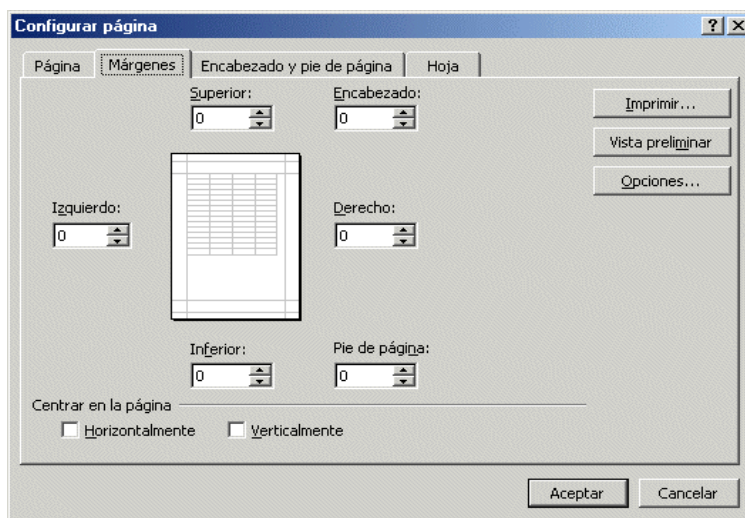 Configurar página
Página Márgenes Encabezado y pie de página Hoja
Superior: Encabezado:
0 0
Imprimir...
Vista preliminar
Opciones...
Izquierdo: Derecho:
0 0
Inferior: Pie de página:
0 0
Centrar en la página
Horizontalmente Verticalmente
Aceptar Cancelar